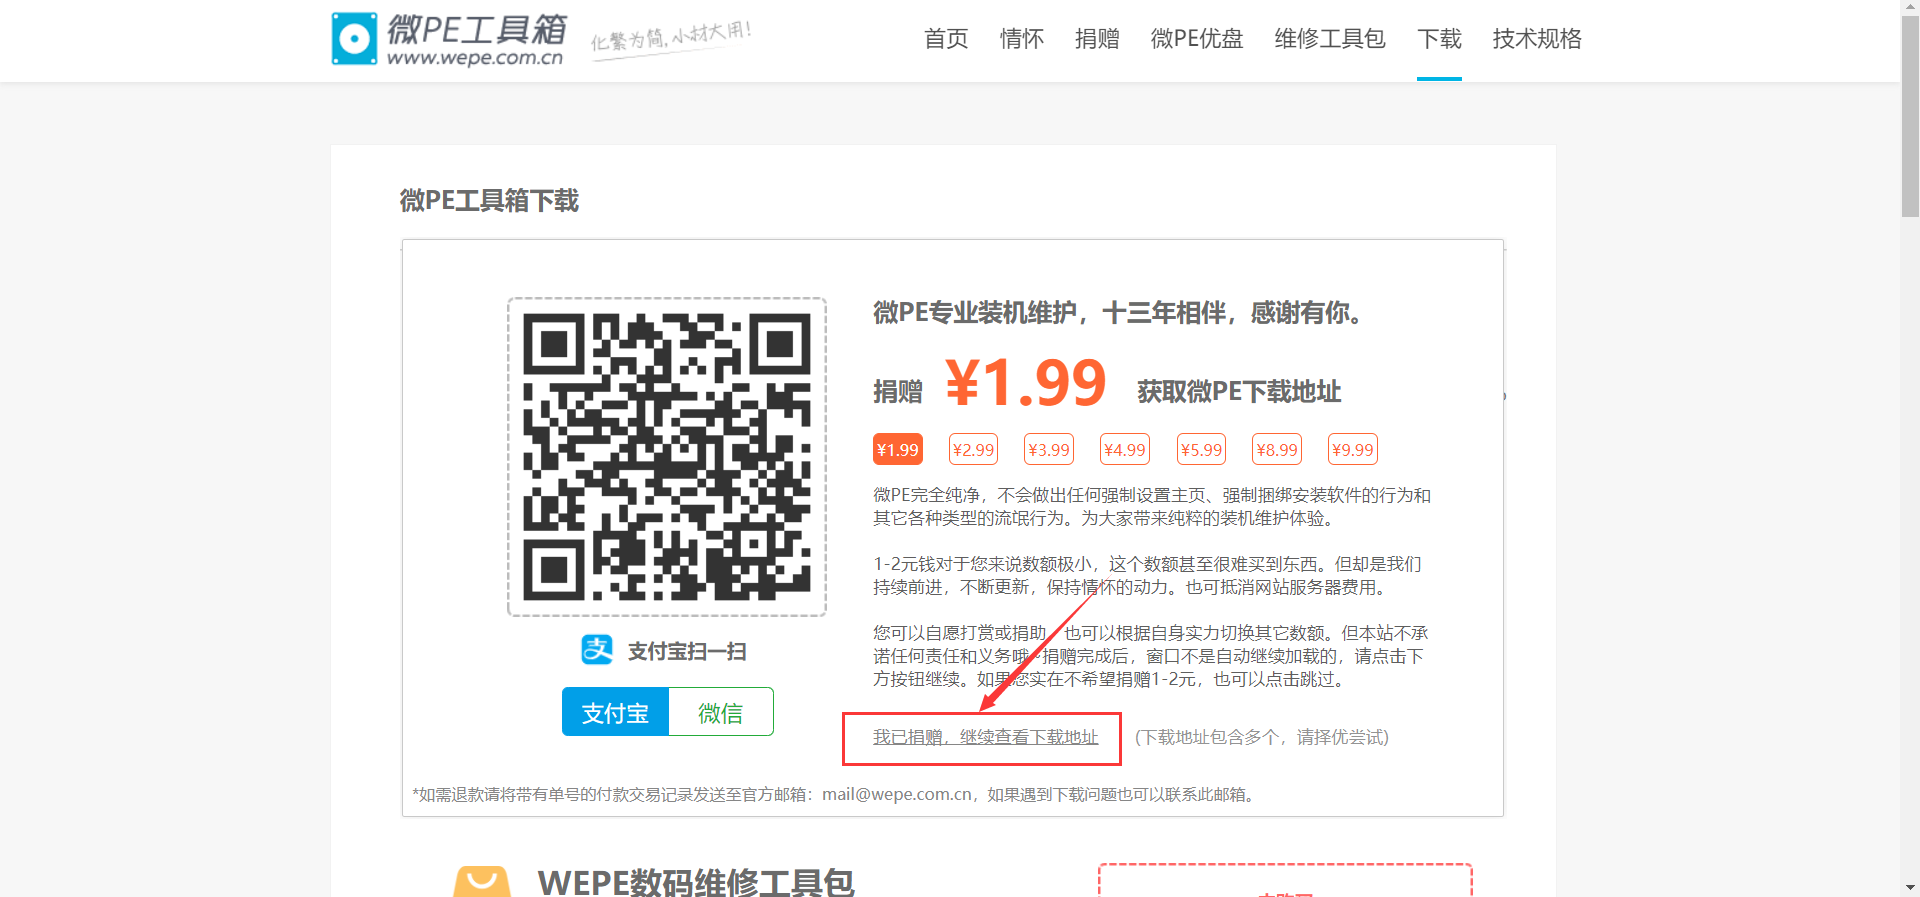 微PE工具箱
www.wepe.com.cn
化繁为简,小材大用!
首页 情怀 捐赠 微PE优盘 维修工具包 下载 技术规格
微PE工具箱下载
微PE专业装机维护，十三年相伴，感谢有你。
捐赠 ¥1.99 获取微PE下载地址
¥1.99 ¥2.99 ¥3.99 ¥4.99 ¥5.99 ¥8.99 ¥9.99
微PE完全纯净，不会做出任何强制设置主页、强制捆绑安装软件的行为和
其它各种类型的流氓行为。为大家带来纯粹的装机维护体验。
1-2元钱对于您来说数额极小，这个数额甚至很难买到东西。但却是我们
持续前进，不断更新，保持情怀的动力。也可抵消网站服务器费用。
您可以自愿打赏或捐助，也可以根据自身实力切换其它数额。但本站不承
诺任何责任和义务哦~捐赠完成后，窗口不是自动继续加载的，请点击下
方按钮继续。如果您实在不希望捐赠1-2元，也可以点击跳过。
支 支付宝扫一扫
支付宝 微信
我已捐赠，继续查看下载地址 (下载地址包含多个，请择优尝试)
*如需退款请将带有单号的付款交易记录发送至官方邮箱：mail@wepe.com.cn，如果遇到下载问题也可以联系此邮箱。
WEPE数码维修工具包